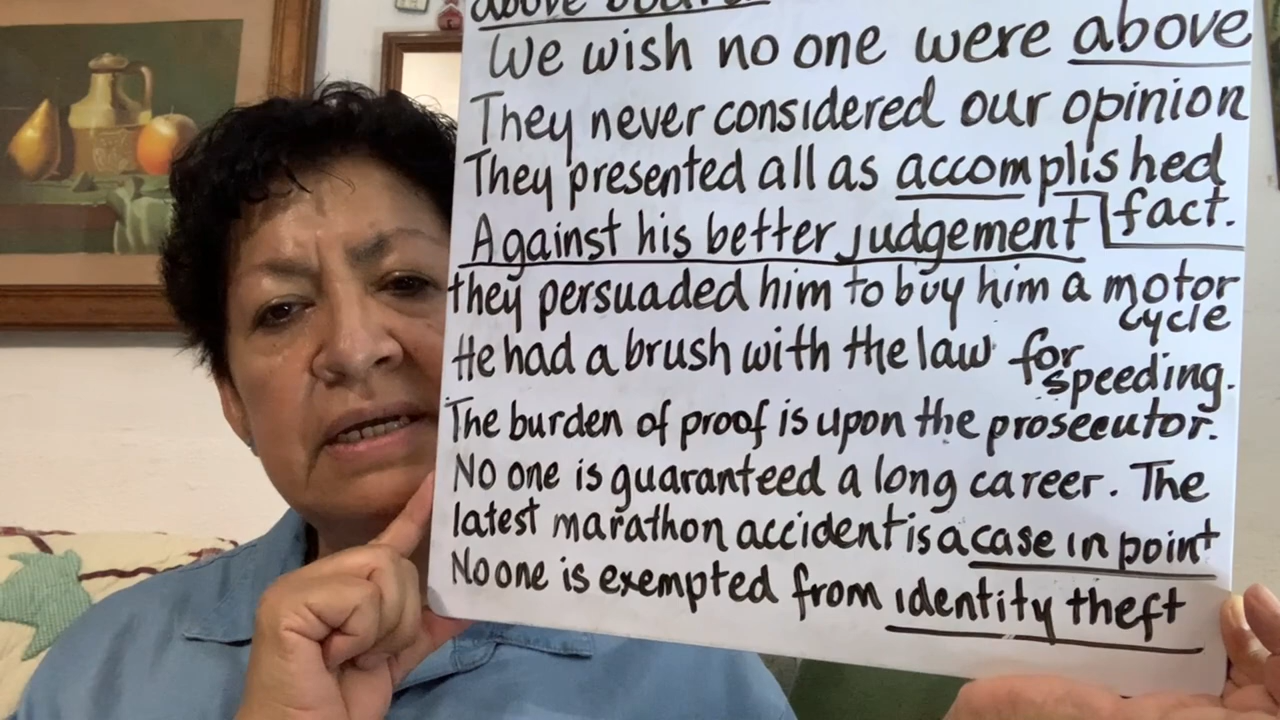 above board
We wish no one were above
They never considered our opinion
They presented all as accomplished
fact.
Against his better judgement
they persuaded him to buy him a motor
cycle
He had a brush with the law for
speeding.
The burden of proof is upon the prosecutor.
No one is guaranteed a long career. The
latest marathon accident is a case in point
No one is exempted from identity theft